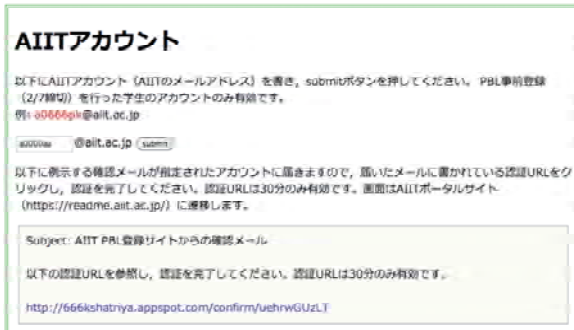 AIITアカウント
以下にAIITアカウント（AIITのメールアドレス）を書き，submitボタンを押してください。 PBL事前登録
（2/7締切）を行った学生のアカウントのみ有効です。
例: a0666pk@aiit.ac.jp
a0000aa @aiit.ac.jp submit
以下に例示する確認メールが指定されたアカウントに届きますので，届いたメールに書かれている認証URLをク
リックし，認証を完了してください。認証URLは30分のみ有効です。画面はAIITポータルサイト
（https://readme.aiit.ac.jp/）に遷移します。
Subject: AIIT PBL登録サイトからの確認メール
以下の認証URLを参照し，認証を完了してください。認証URLは30分のみ有効です。
http://666kshatriya.appspot.com/confirm/uehrwGUzLT